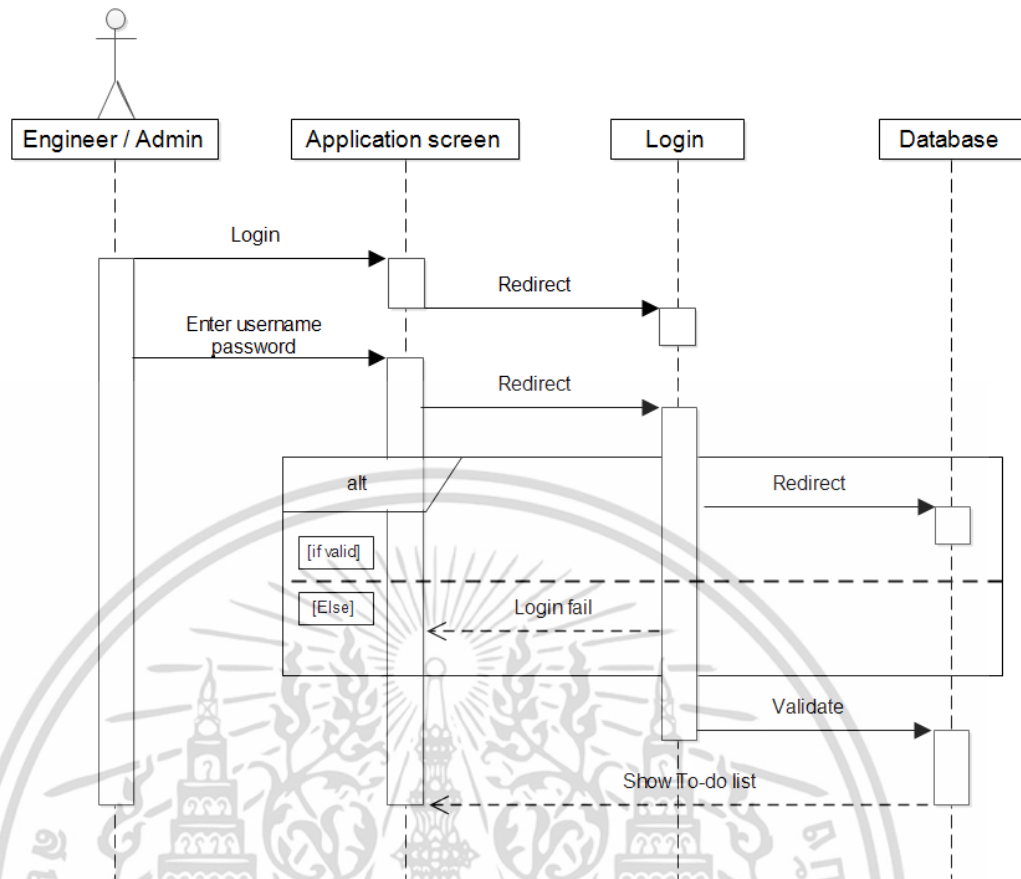 Engineer / Admin
Application screen
Login
Database
Login
Redirect
Enter username
password
Redirect
alt
Redirect
[if valid]
[Else]
Login fail
Validate
Show To-do list